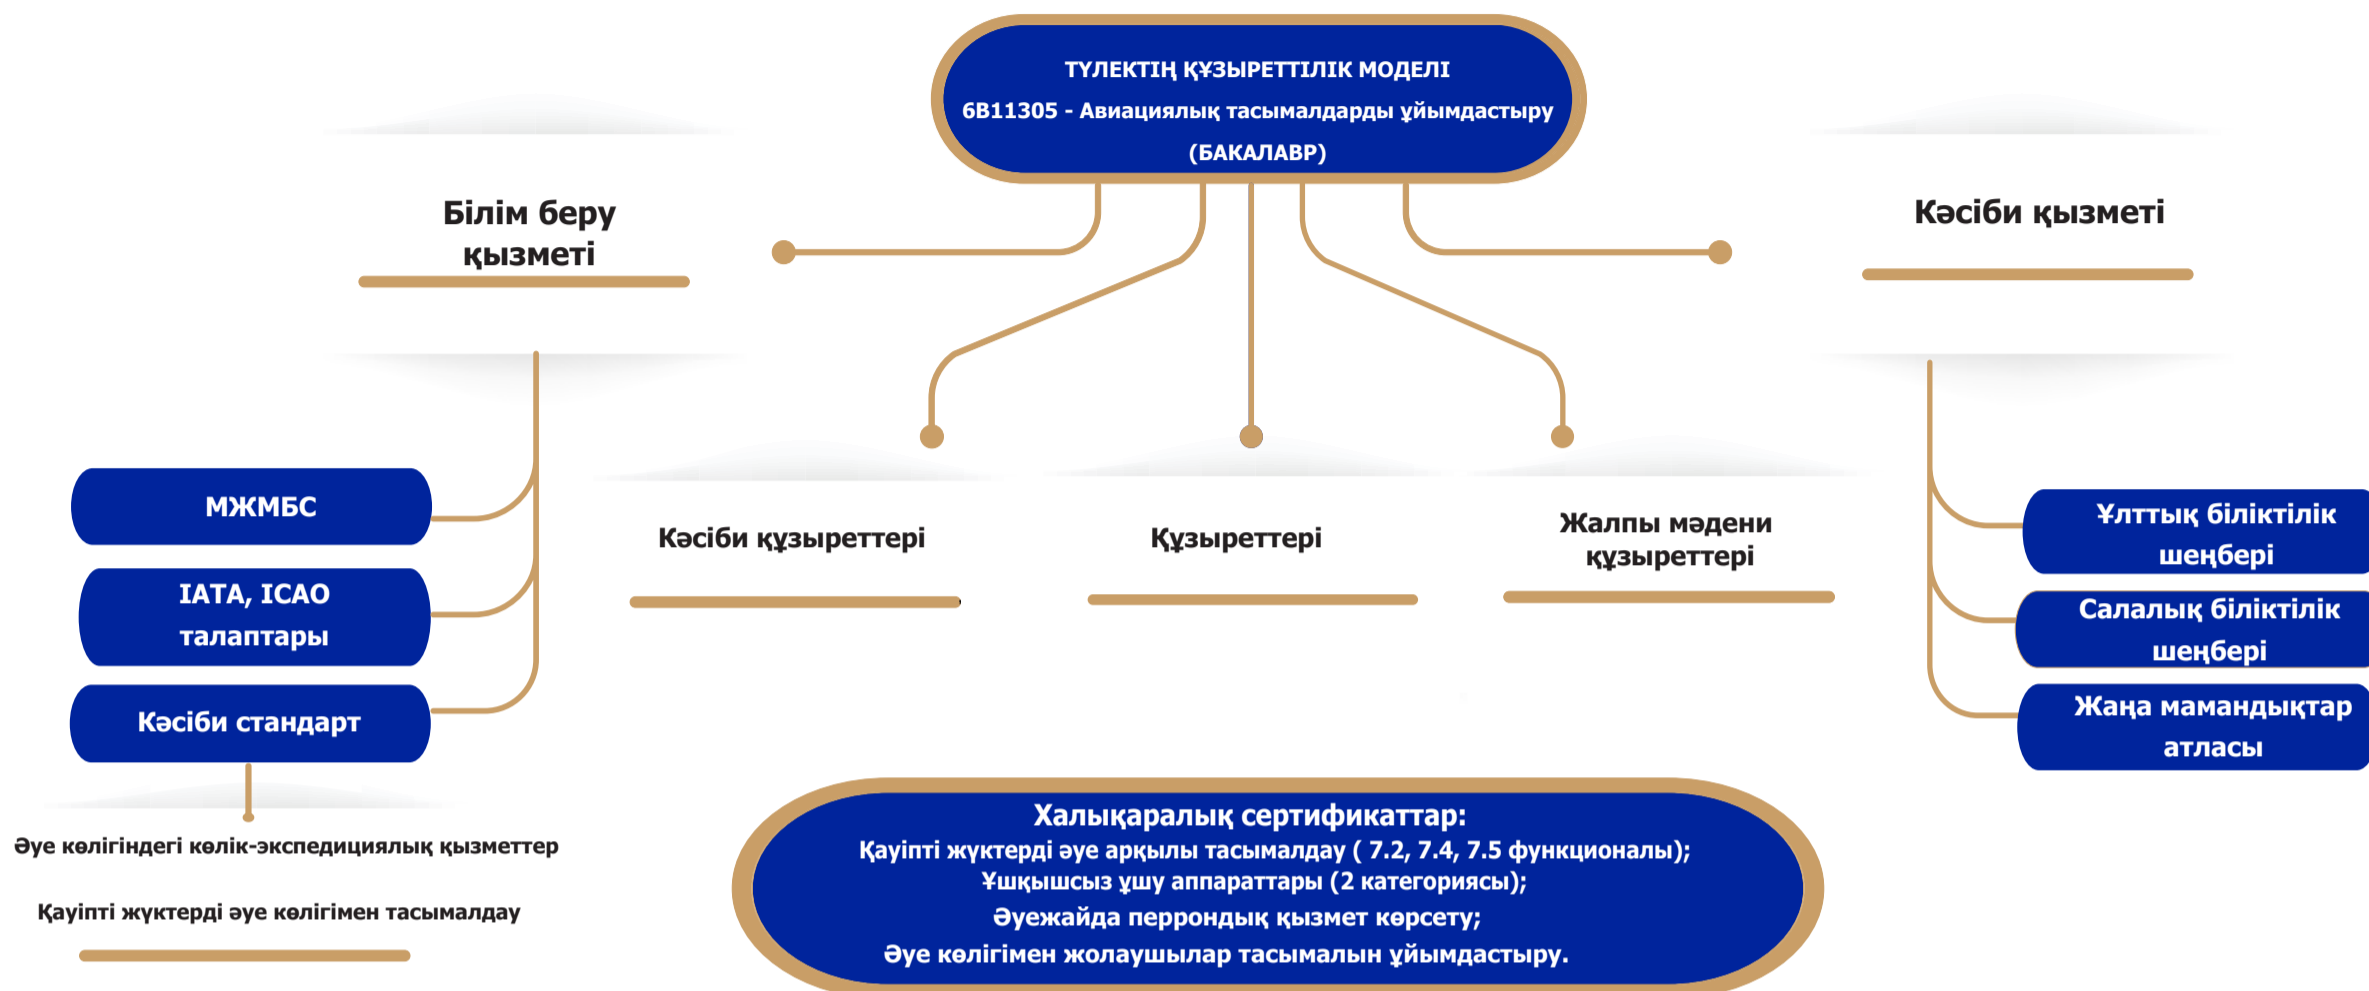 ТҮЛЕКТІҢ ҚҰЗЫРЕТТІЛІК МОДЕЛІ
6В11305 - Авиациялық тасымалдарды ұйымдастыру
(БАКАЛАВР)
Білім беру
қызметі
Кәсіби қызметі
МЖМБС
IATA, ICAO
талаптары
Кәсіби стандарт
Әуе көлігіндегі көлік-экспедициялық қызметтер
Қауіпті жүктерді әуе көлігімен тасымалдау
Кәсіби құзыреттері
Құзыреттері
Жалпы мәдени
құзыреттері
Ұлттық біліктілік
шеңбері
Салалық біліктілік
шеңбері
Жаңа мамандықтар
атласы
Халықаралық сертификаттар:
Қауіпті жүктерді әуе арқылы тасымалдау ( 7.2, 7.4, 7.5 функционалы);
Ұшқышсыз ұшу аппараттары (2 категориясы);
Әуежайда перрондық қызмет көрсету;
Әуе көлігімен жолаушылар тасымалын ұйымдастыру.